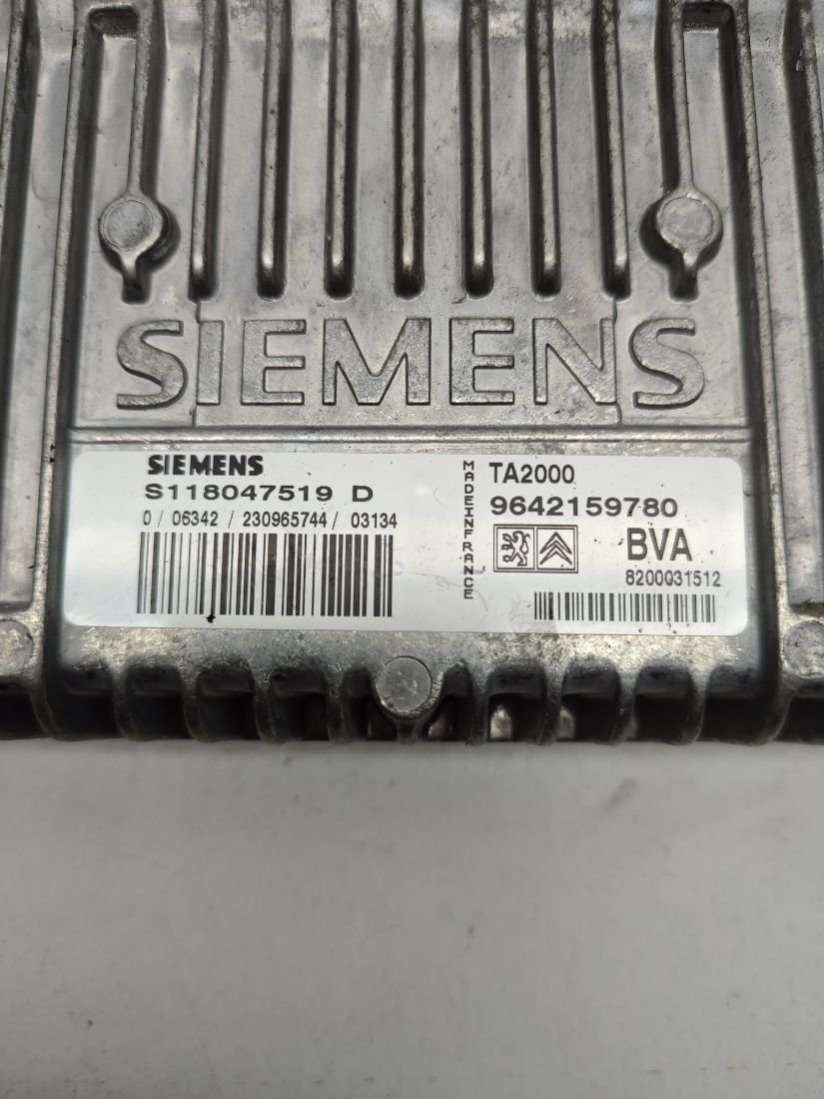 SIEMENS
SIEMENS
S118047519 D
0 / 06342 / 230965744 / 03134
MADEINFRANCE
TA2000
9642159780
BVA
8200031512